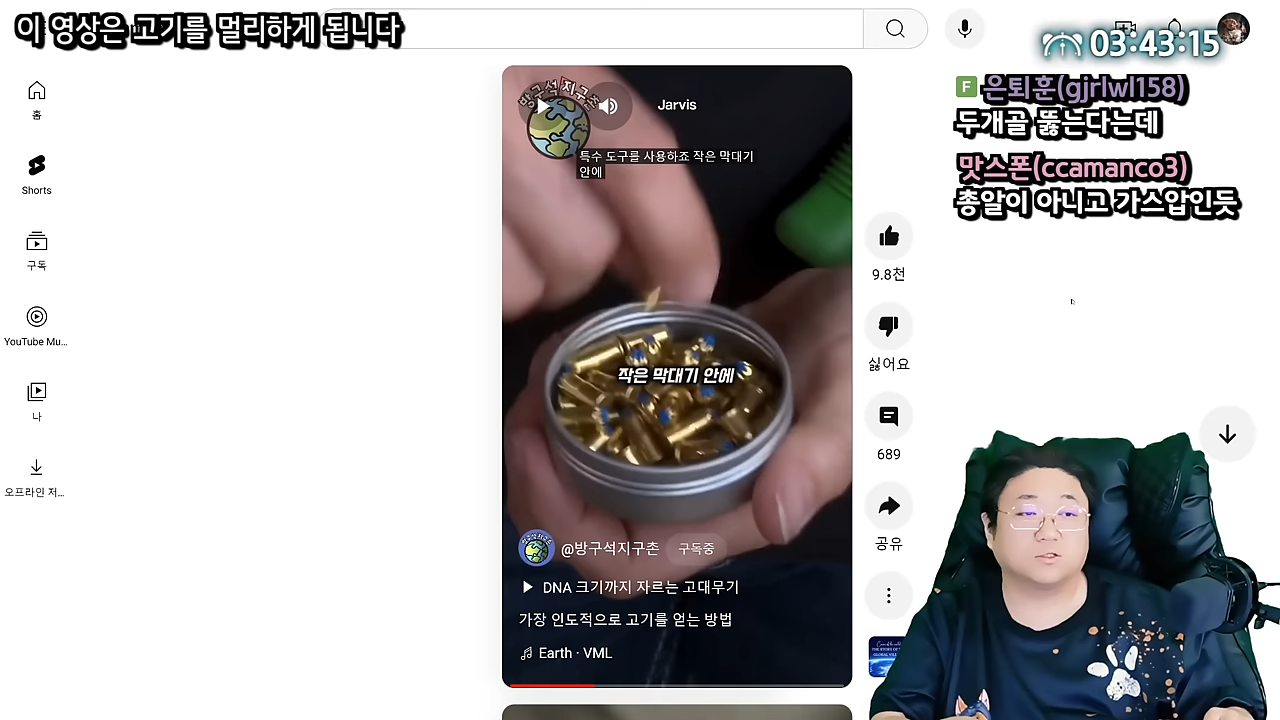 이 영상은 고기를 멀리하게 됩니다
03:43:15
홈
Shorts
구독
YouTube Mu...
나
오프라인 저...
방구석 지구촌
Jarvis
특수 도구를 사용하죠 작은 막대기
안에
작은 막대기 안에
@방구석지구촌
구독중
DNA 크기까지 자르는 고대무기
가장 인도적으로 고기를 얻는 방법
Earth · VML
9.8천
싫어요
689
공유
F 은퇴훈(gjrlwl158)
두개골 뚫는다는데
맛스폰(ccamanco3)
총알이 아니고 가스압인듯